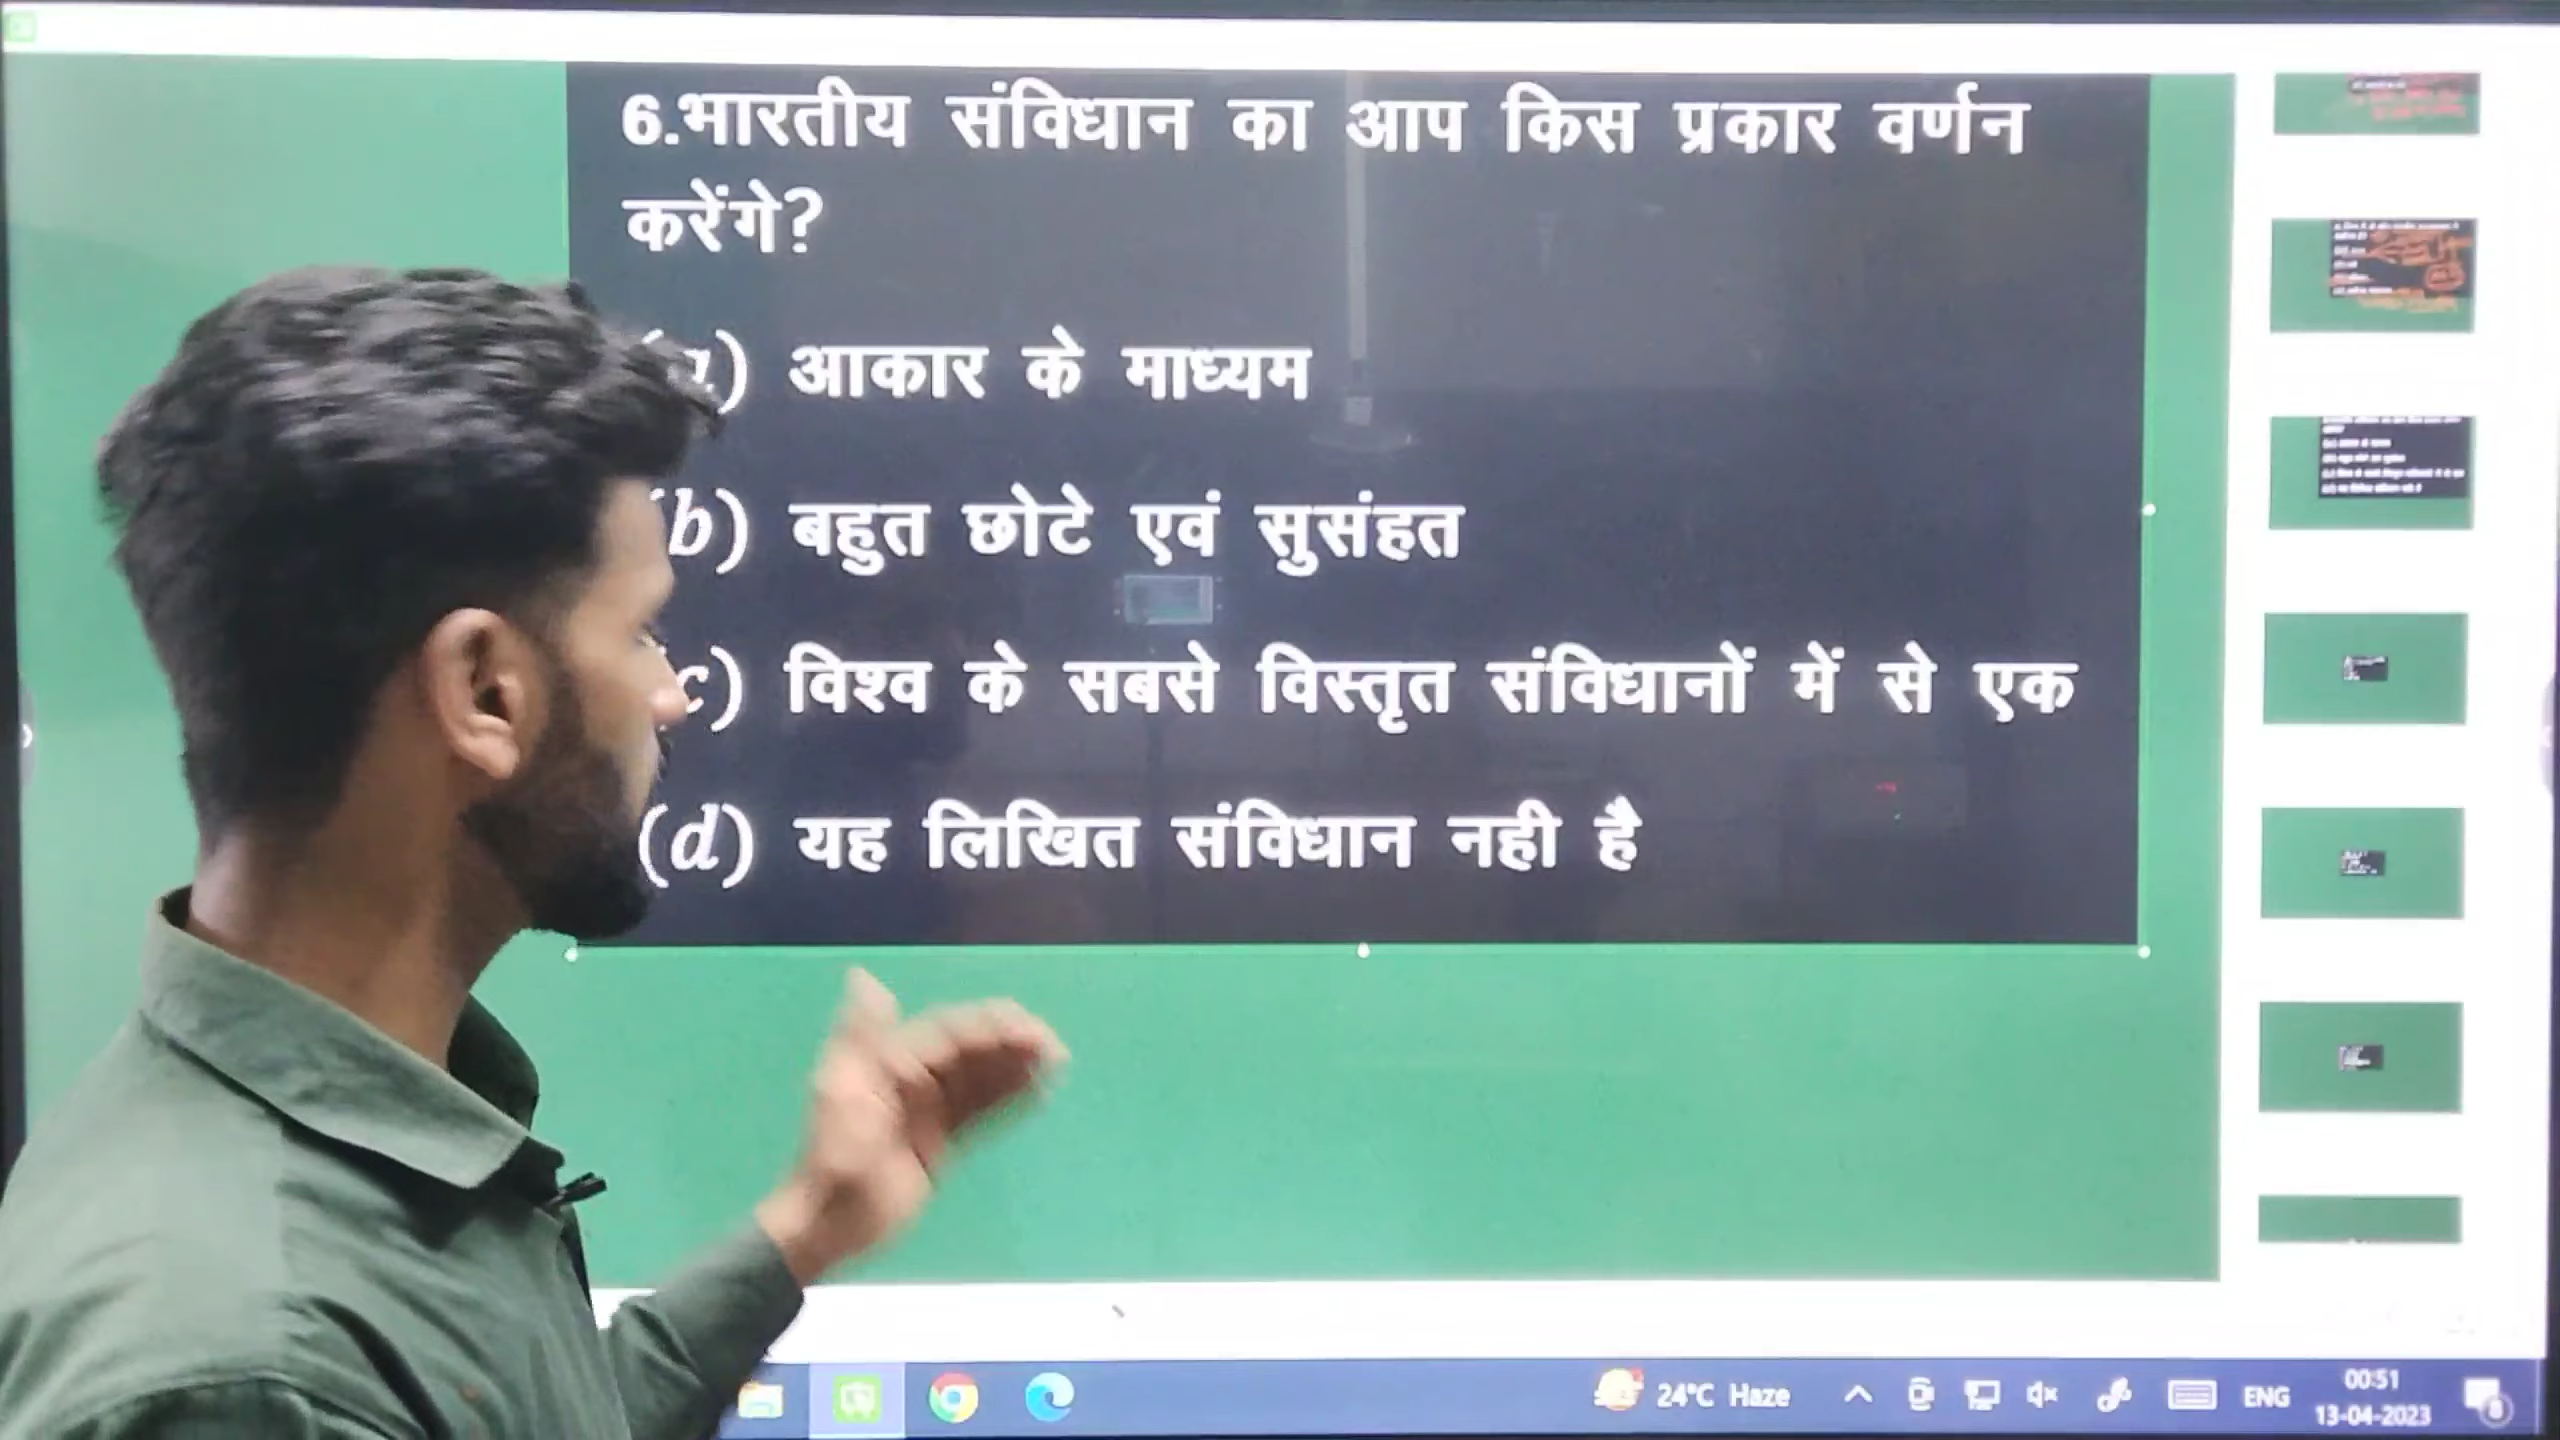 6.भारतीय संविधान का आप किस प्रकार वर्णन
करेंगे?
(a) आकार के माध्यम
(b) बहुत छोटे एवं सुसंहत
(c) विश्व के सबसे विस्तृत संविधानों में से एक
(d) यह लिखित संविधान नही है
24°C Haze
ENG
00:51
13-04-2023